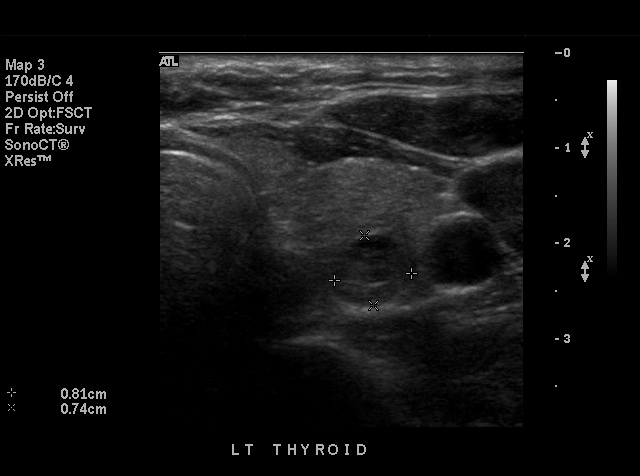 ATL
Map 3
170dB/C 4
Persist Off
2D Opt:FSCT
Fr Rate:Surv
SonoCT®
XRes™
0
1
x
2
x
3
0.81cm
0.74cm
LT THYROID